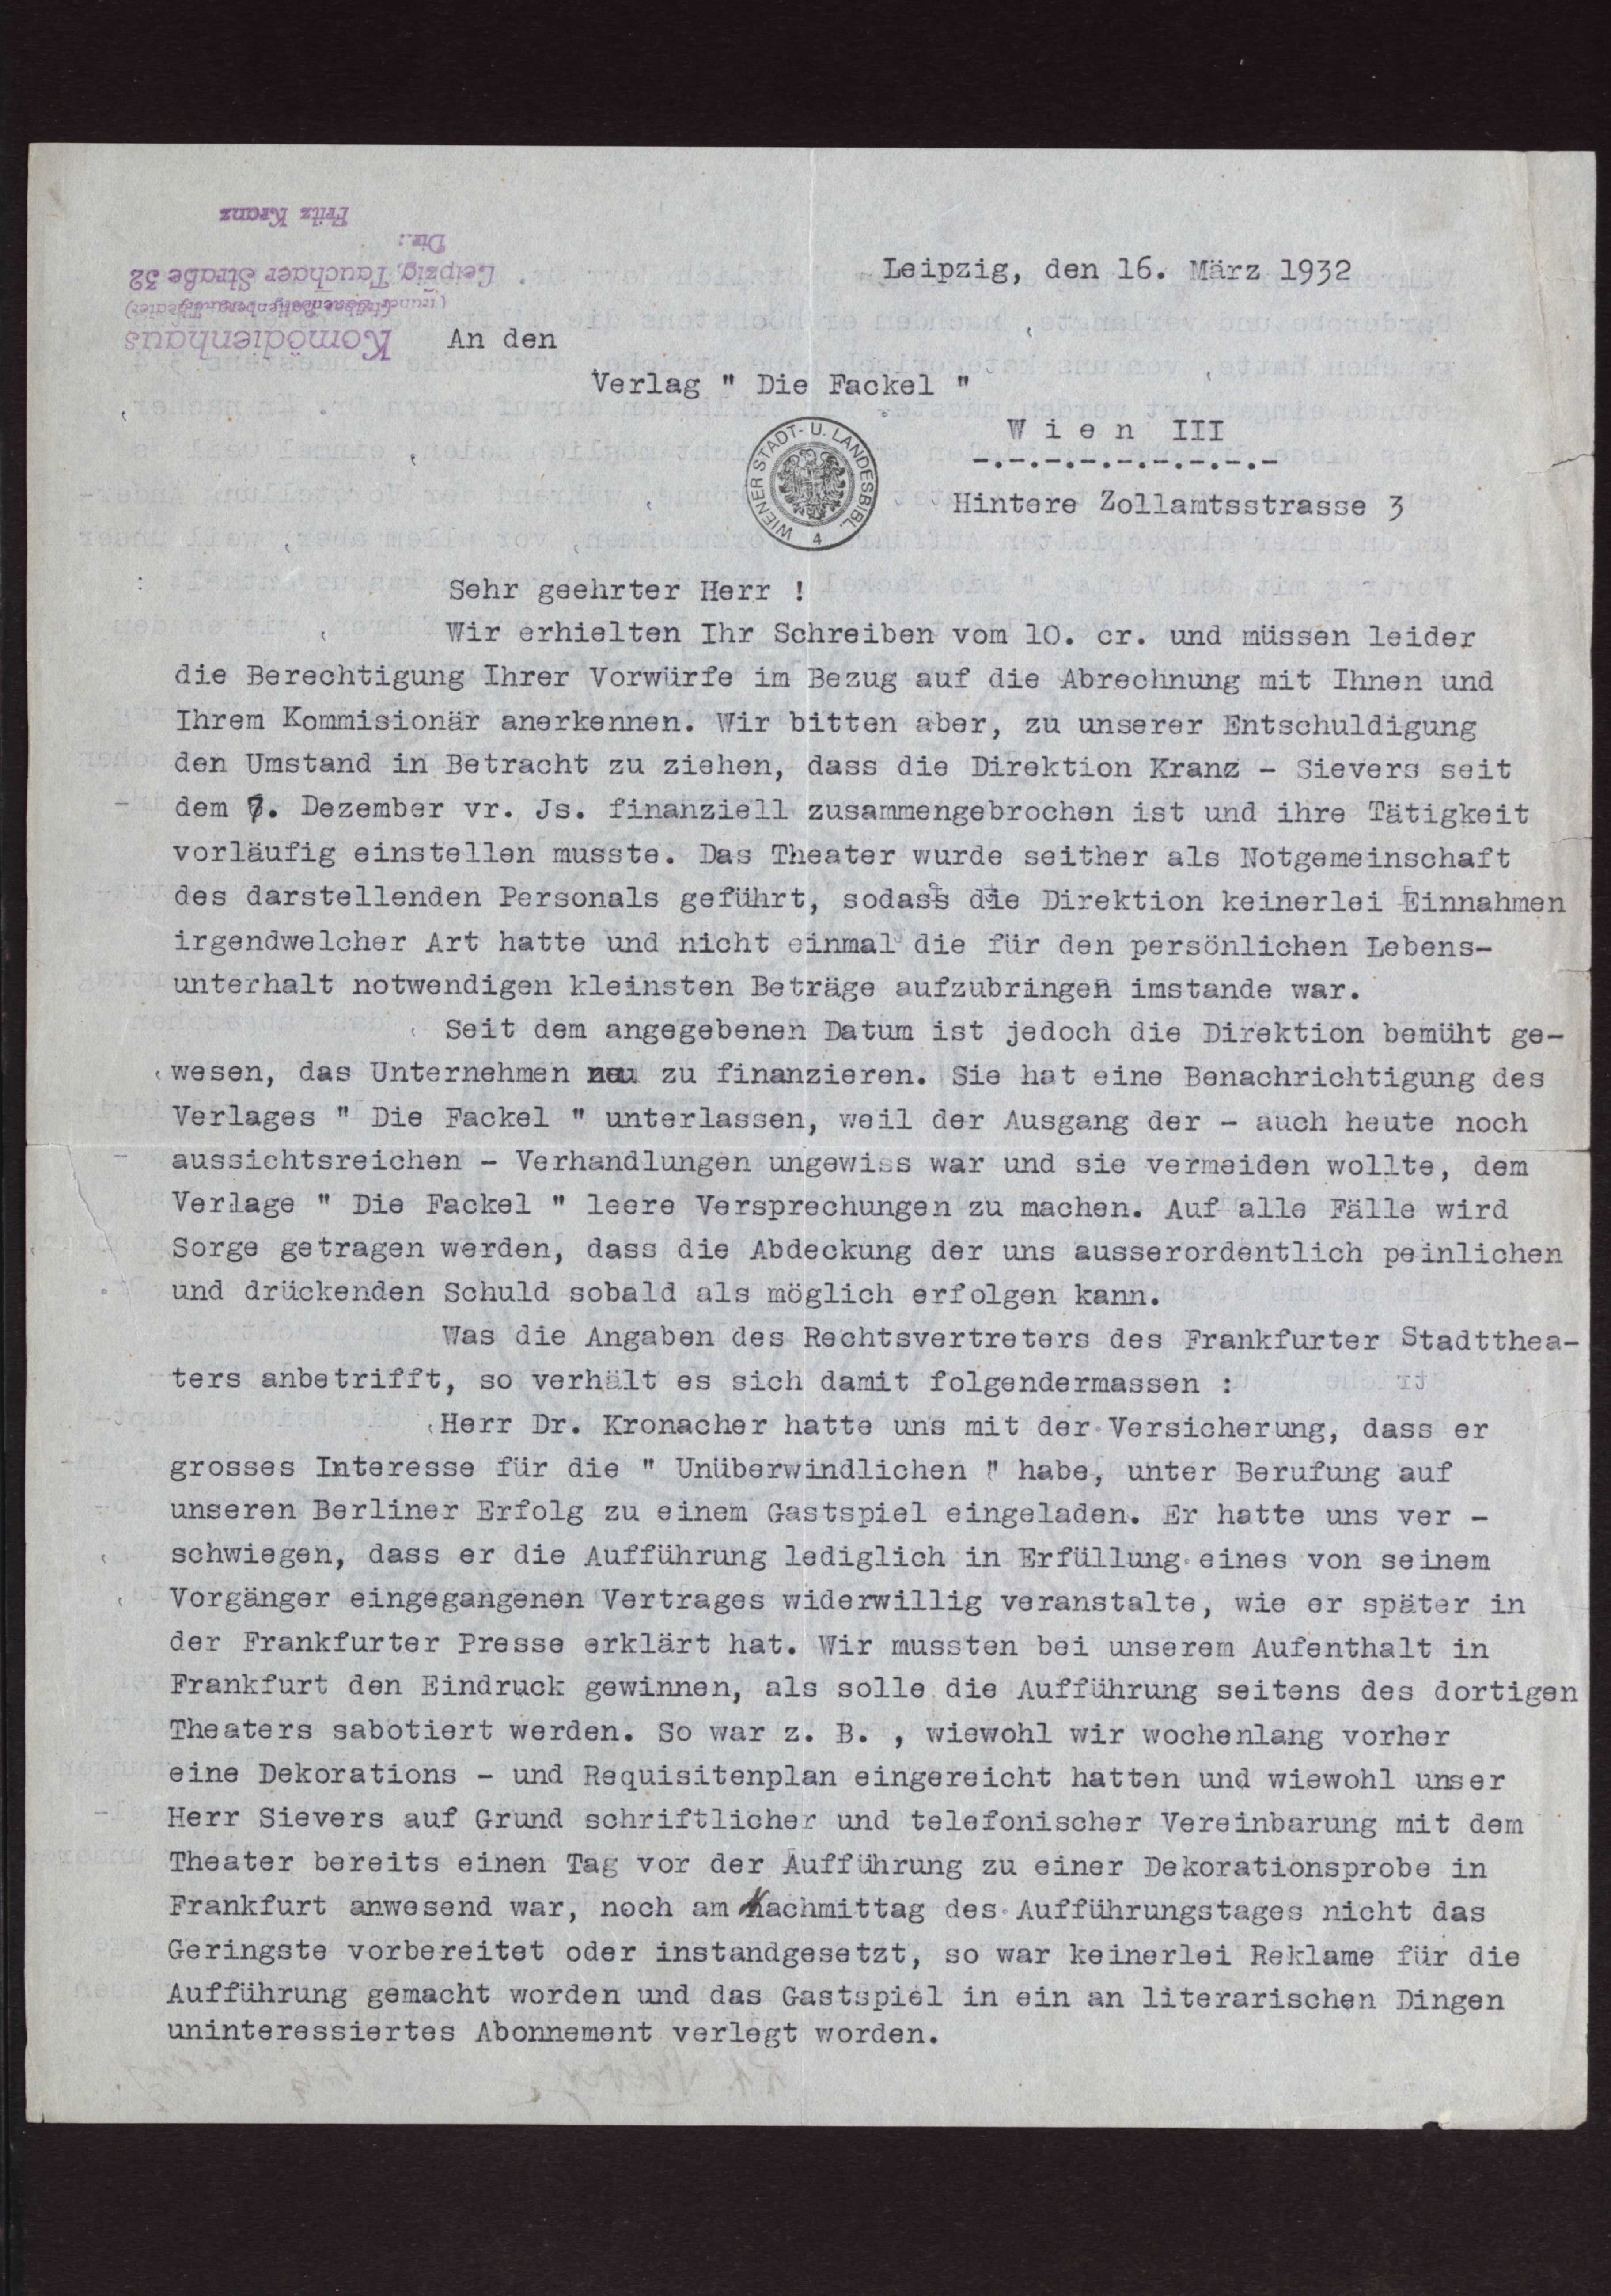 Komödienhaus
Leipzig, Tauchaer Straße 32
Dir.:
Fritz Kranz
Leipzig, den 16. März 1932
An den
Verlag " Die Fackel "
W i e n III
-.-.-.-.-.-.-.-.-
Hintere Zollamtsstrasse 3
WIENER STADT- U. LANDESBIBL.
4
Sehr geehrter Herr !
Wir erhielten Ihr Schreiben vom 10. cr. und müssen leider
die Berechtigung Ihrer Vorwürfe im Bezug auf die Abrechnung mit Ihnen und
Ihrem Kommisionär anerkennen. Wir bitten aber, zu unserer Entschuldigung
den Umstand in Betracht zu ziehen, dass die Direktion Kranz - Sievers seit
dem 7. Dezember vr. Js. finanziell zusammengebrochen ist und ihre Tätigkeit
vorläufig einstellen musste. Das Theater wurde seither als Notgemeinschaft
des darstellenden Personals geführt, sodass die Direktion keinerlei Einnahmen
irgendwelcher Art hatte und nicht einmal die für den persönlichen Lebens-
unterhalt notwendigen kleinsten Beträge aufzubringen imstande war.
Seit dem angegebenen Datum ist jedoch die Direktion bemüht ge-
wesen, das Unternehmen neu zu finanzieren. Sie hat eine Benachrichtigung des
Verlages " Die Fackel " unterlassen, weil der Ausgang der - auch heute noch
aussichtsreichen - Verhandlungen ungewiss war und sie vermeiden wollte, dem
Verlage " Die Fackel " leere Versprechungen zu machen. Auf alle Fälle wird
Sorge getragen werden, dass die Abdeckung der uns ausserordentlich peinlichen
und drückenden Schuld sobald als möglich erfolgen kann.
Was die Angaben des Rechtsvertreters des Frankfurter Stadtthea-
ters anbetrifft, so verhält es sich damit folgendermassen :
Herr Dr. Kronacher hatte uns mit der Versicherung, dass er
grosses Interesse für die " Unüberwindlichen " habe, unter Berufung auf
unseren Berliner Erfolg zu einem Gastspiel eingeladen. Er hatte uns ver -
schwiegen, dass er die Aufführung lediglich in Erfüllung eines von seinem
Vorgänger eingegangenen Vertrages widerwillig veranstalte, wie er später in
der Frankfurter Presse erklärt hat. Wir mussten bei unserem Aufenthalt in
Frankfurt den Eindruck gewinnen, als solle die Aufführung seitens des dortigen
Theaters sabotiert werden. So war z. B. , wiewohl wir wochenlang vorher
eine Dekorations - und Requisitenplan eingereicht hatten und wiewohl unser
Herr Sievers auf Grund schriftlicher und telefonischer Vereinbarung mit dem
Theater bereits einen Tag vor der Aufführung zu einer Dekorationsprobe in
Frankfurt anwesend war, noch am Nachmittag des Aufführungstages nicht das
Geringste vorbereitet oder instandgesetzt, so war keinerlei Reklame für die
Aufführung gemacht worden und das Gastspiel in ein an literarischen Dingen
uninteressiertes Abonnement verlegt worden.